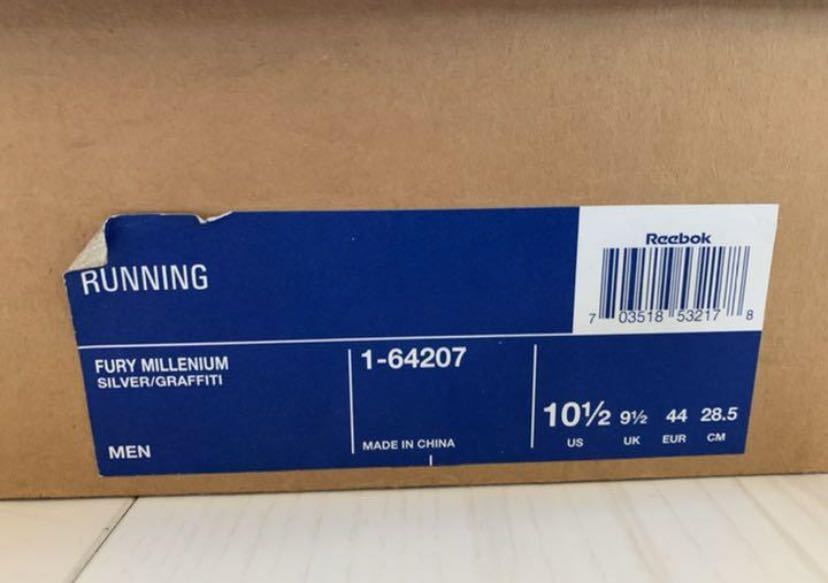 RUNNING
Reebok
7 03518 53217 8
FURY MILLENIUM
SILVER/GRAFFITI
MEN
1-64207
MADE IN CHINA
10½ 9½ 44 28.5
US UK EUR CM